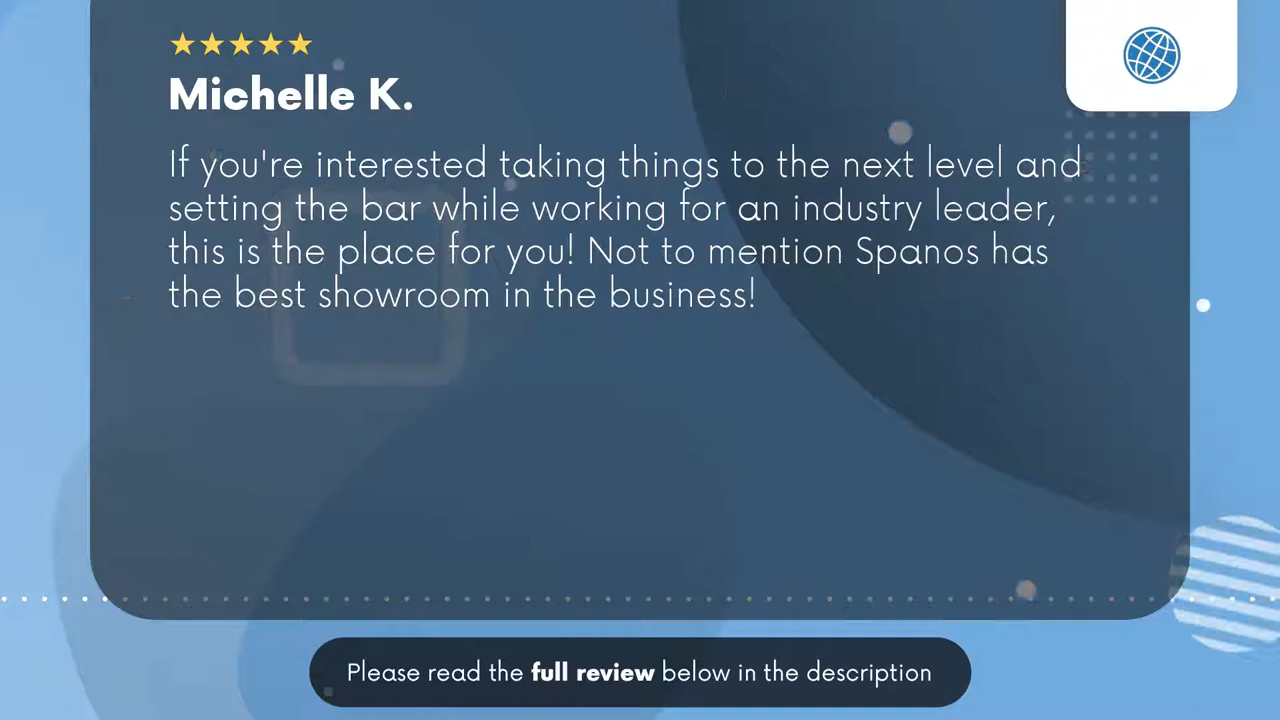 Michelle K.
If you're interested taking things to the next level and
setting the bar while working for an industry leader,
this is the place for you! Not to mention Spanos has
the best showroom in the business!
Please read the full review below in the description